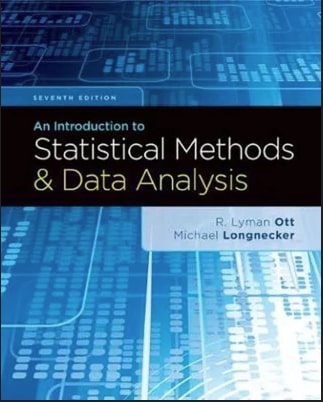 SEVENTH EDITION
An Introduction to
Statistical Methods
& Data Analysis
R. Lyman Ott
Michael Longnecker